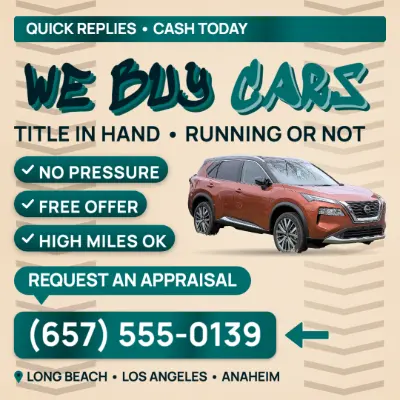 QUICK REPLIES • CASH TODAY
WE BUY CARS
TITLE IN HAND • RUNNING OR NOT
NO PRESSURE
FREE OFFER
HIGH MILES OK
REQUEST AN APPRAISAL
(657) 555-0139
LONG BEACH • LOS ANGELES • ANAHEIM